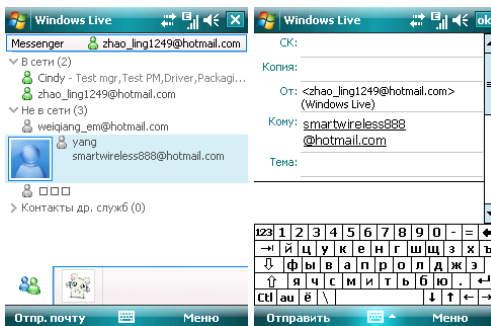 Windows Live
Messenger zhao_ling1249@hotmail.com
В сети (2)
Cindy - Test mgr,Test PM,Driver,Packagi...
zhao_ling1249@hotmail.com
Не в сети (3)
weiqiang_em@hotmail.com
yang
smartwireless888@hotmail.com
□□□
Контакты др. служб (0)
Отпр. почту Меню
Windows Live ok
СК:
Копия:
От: <zhao_ling1249@hotmail.com>
(Windows Live)
Кому: smartwireless888
@hotmail.com
Тема:
123 1 2 3 4 5 6 7 8 9 0 - =
й ц у к е н г ш щ з х ъ
ф ы в а п р о л д ж э
я ч с м и т ь б ю .
Ctl аш ё \
Отправить Меню